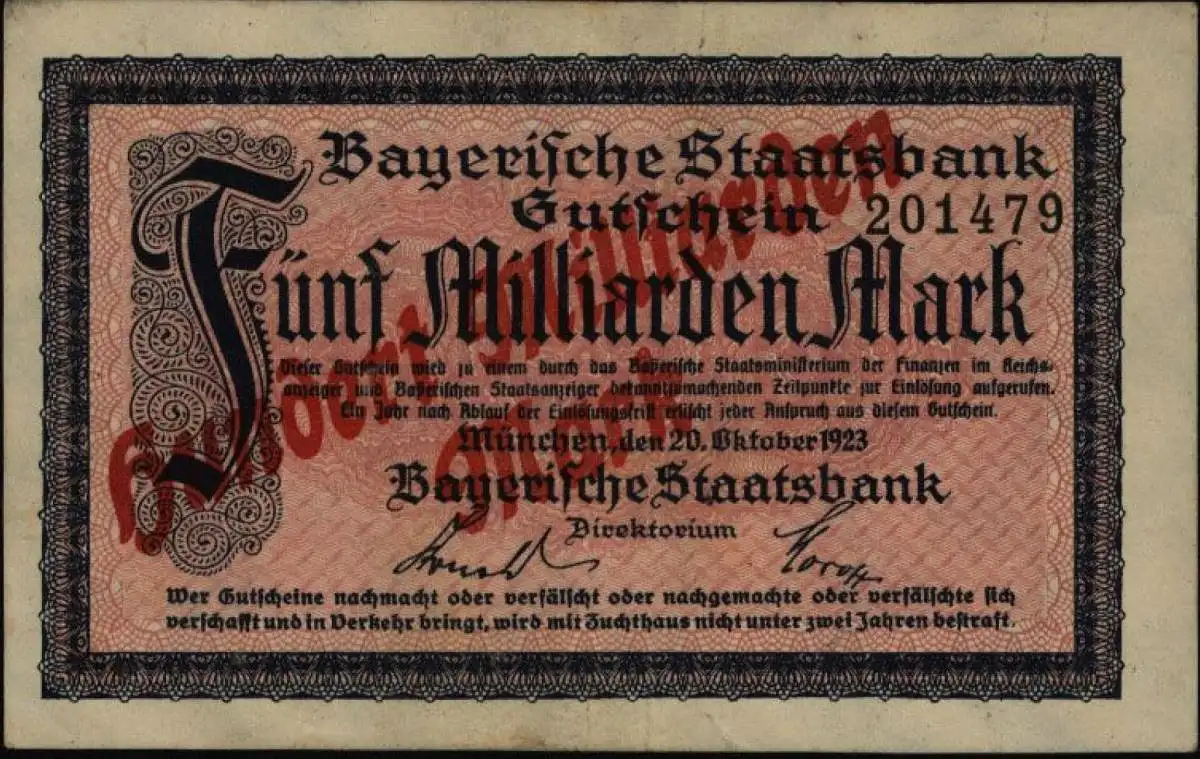 Bayerische Staatsbank
Gutschein 201479
Fünf Milliarden Mark
Dieser Gutschein wird zu einem durch das Bayerische Staatsministerium der Finanzen im Reichs-
anzeiger und Bayerischen Staatsanzeiger bekanntzumachenden Zeitpunkte zur Einlösung aufgerufen.
Ein Jahr nach Ablauf der Einlösungsfrist erlischt jeder Anspruch aus diesem Gutschein.
München, den 20. Oktober 1923
Bayerische Staatsbank
Direktorium
Wer Gutscheine nachmacht oder verfälscht oder nachgemachte oder verfälschte sich
verschafft und in Verkehr bringt, wird mit Zuchthaus nicht unter zwei Jahren bestraft.
Hundert Milliarden
Mark